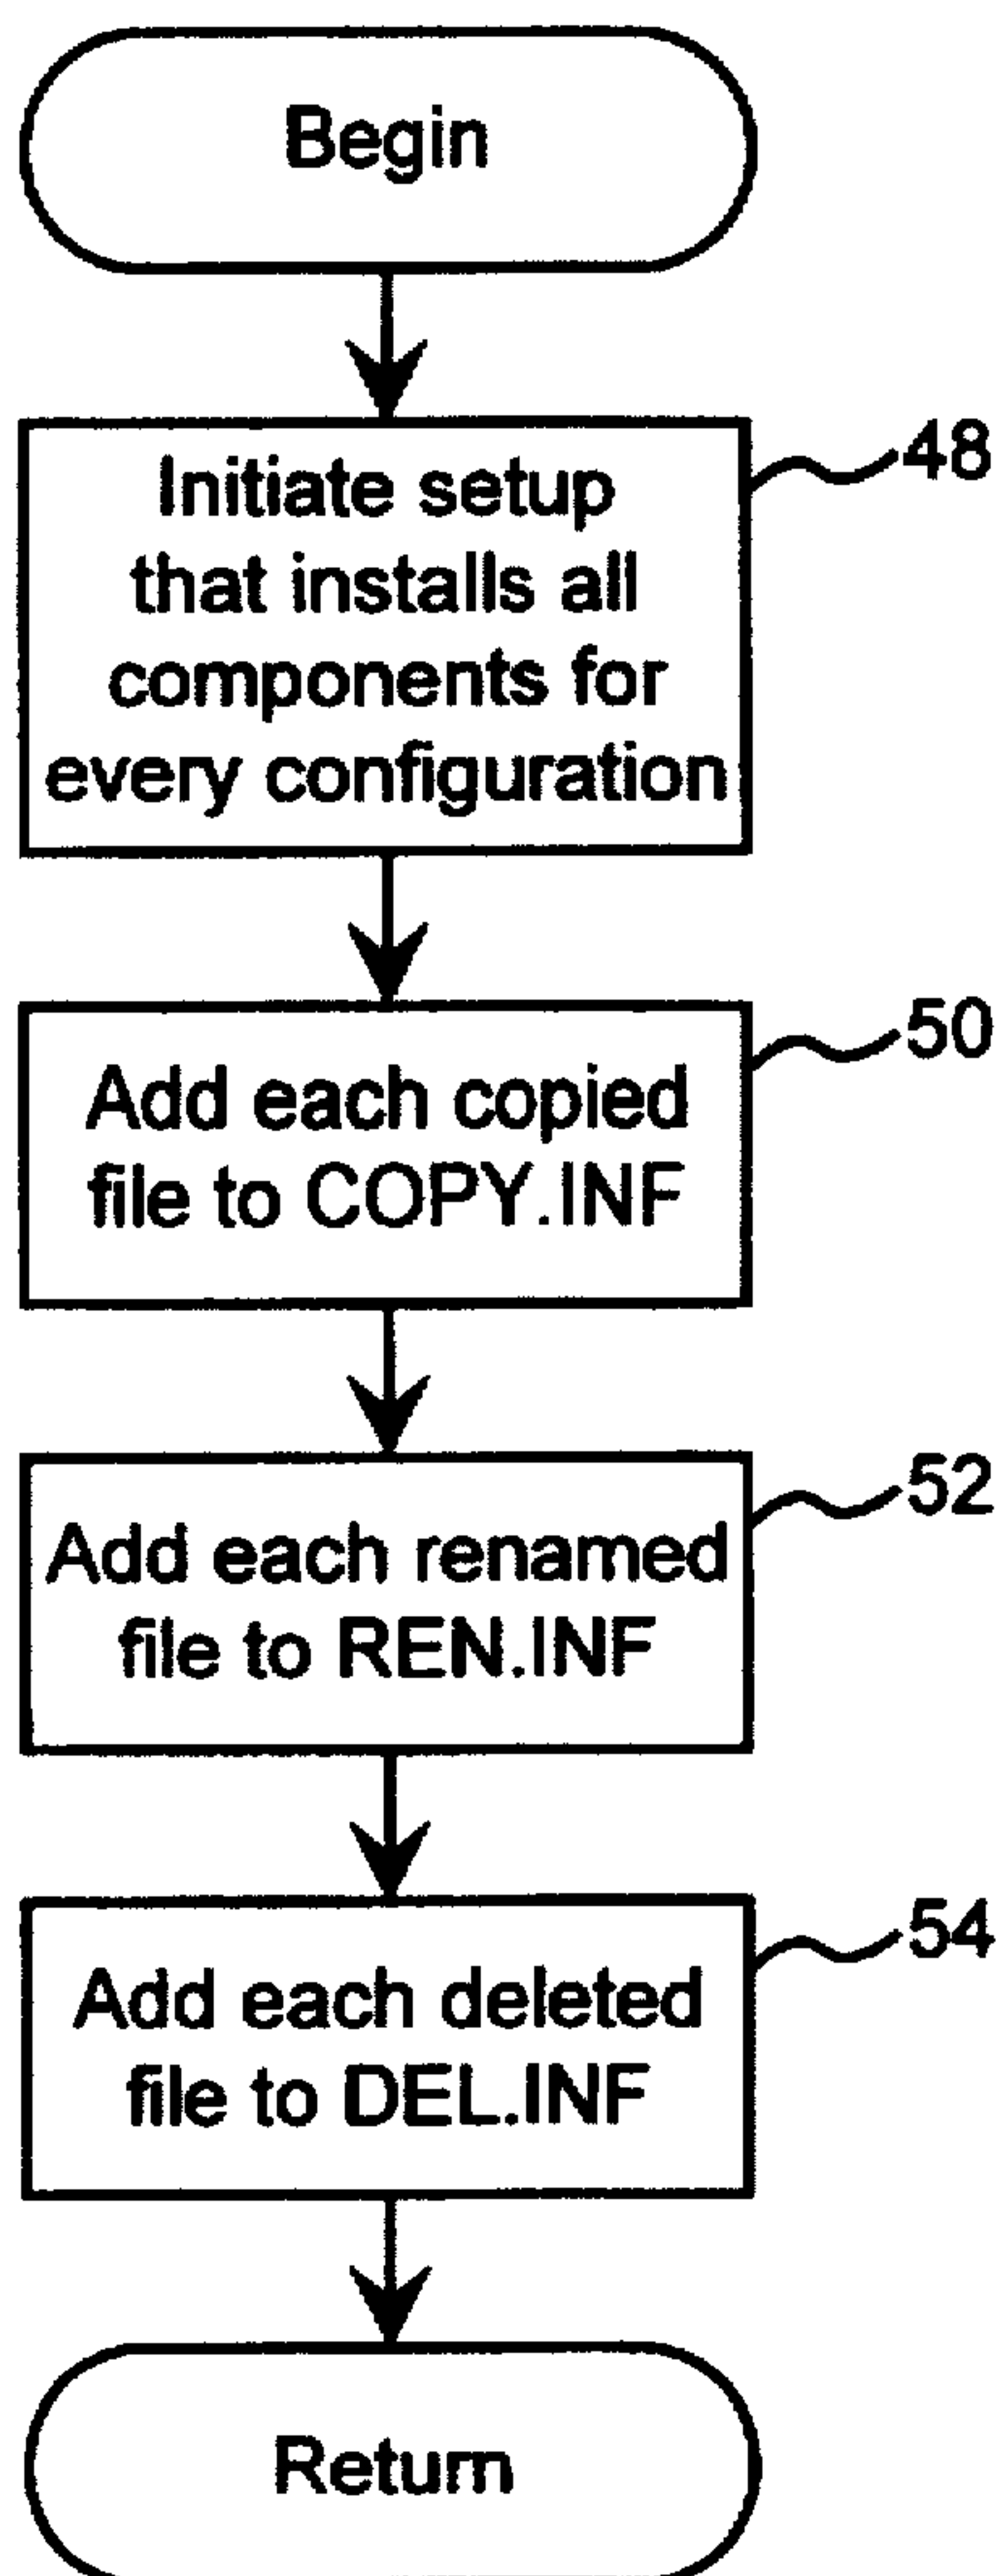 Begin
Initiate setup
that installs all
components for
every configuration
48
Add each copied
file to COPY.INF
50
Add each renamed
file to REN.INF
52
Add each deleted
file to DEL.INF
54
Return